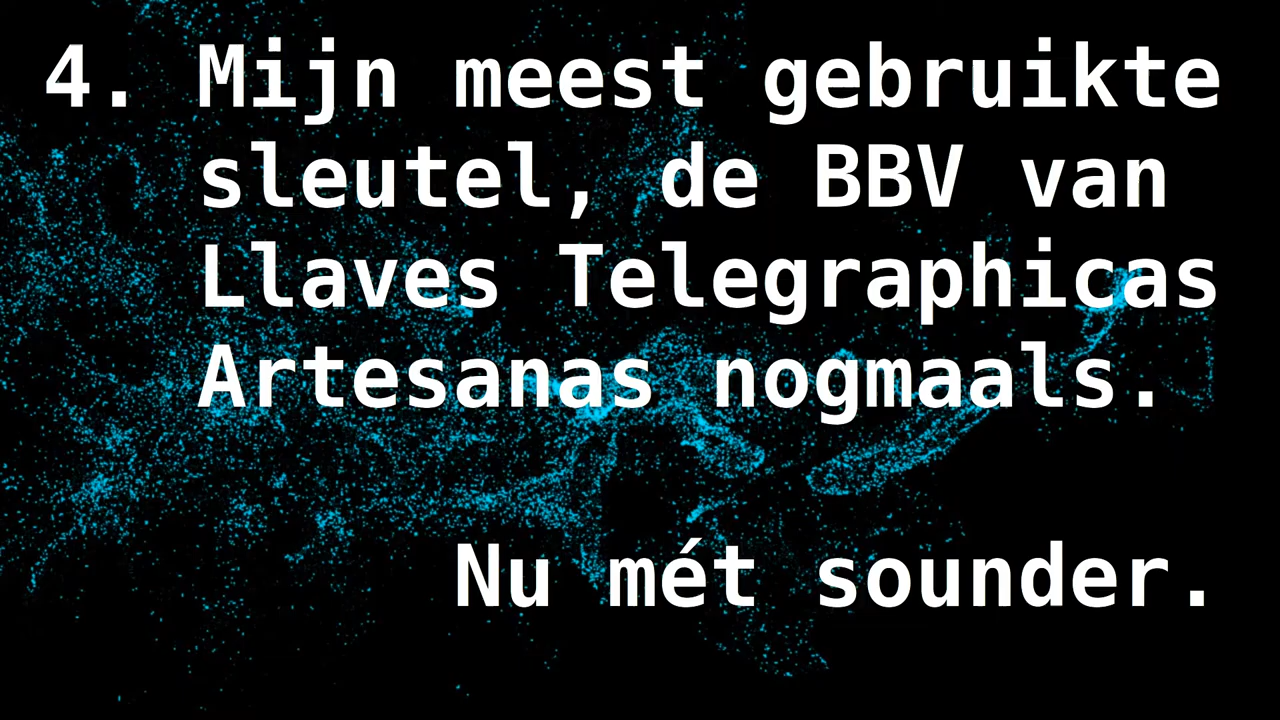 4. Mijn meest gebruikte
sleutel, de BBV van
Llaves Telegraphicas
Artesanas nogmaals.
Nu mét sounder.